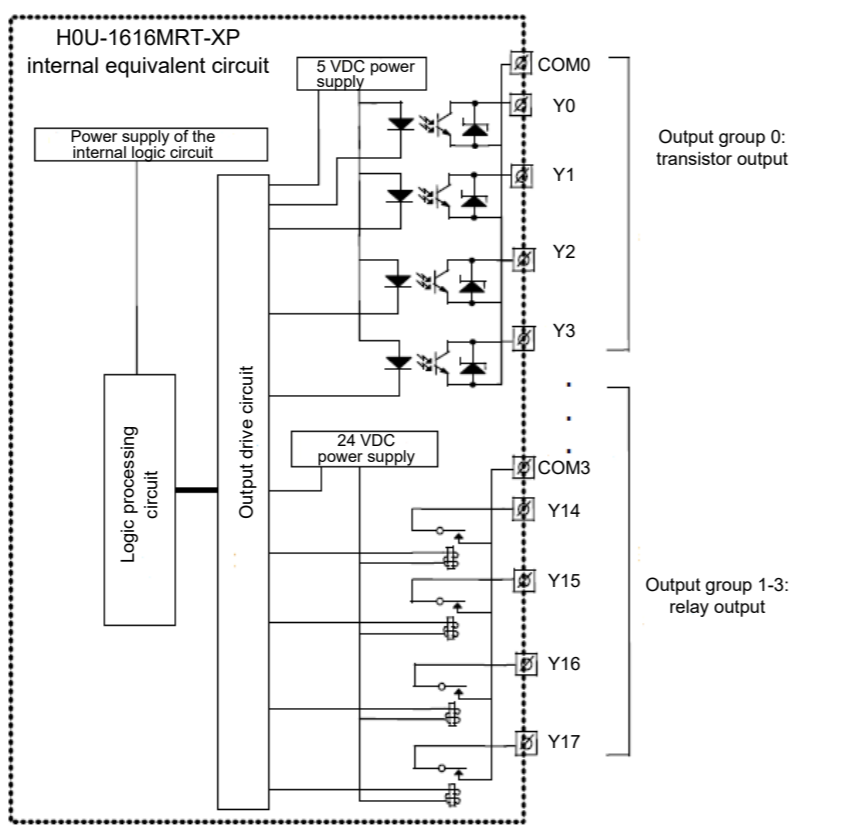 H0U-1616MRT-XP
internal equivalent circuit
5 VDC power
supply
COM0
Y0
Power supply of the
internal logic circuit
Output group 0:
transistor output
Y1
Y2
Y3
Output drive circuit
Logic processing
circuit
24 VDC
power supply
COM3
Y14
Y15
Output group 1-3:
relay output
Y16
Y17